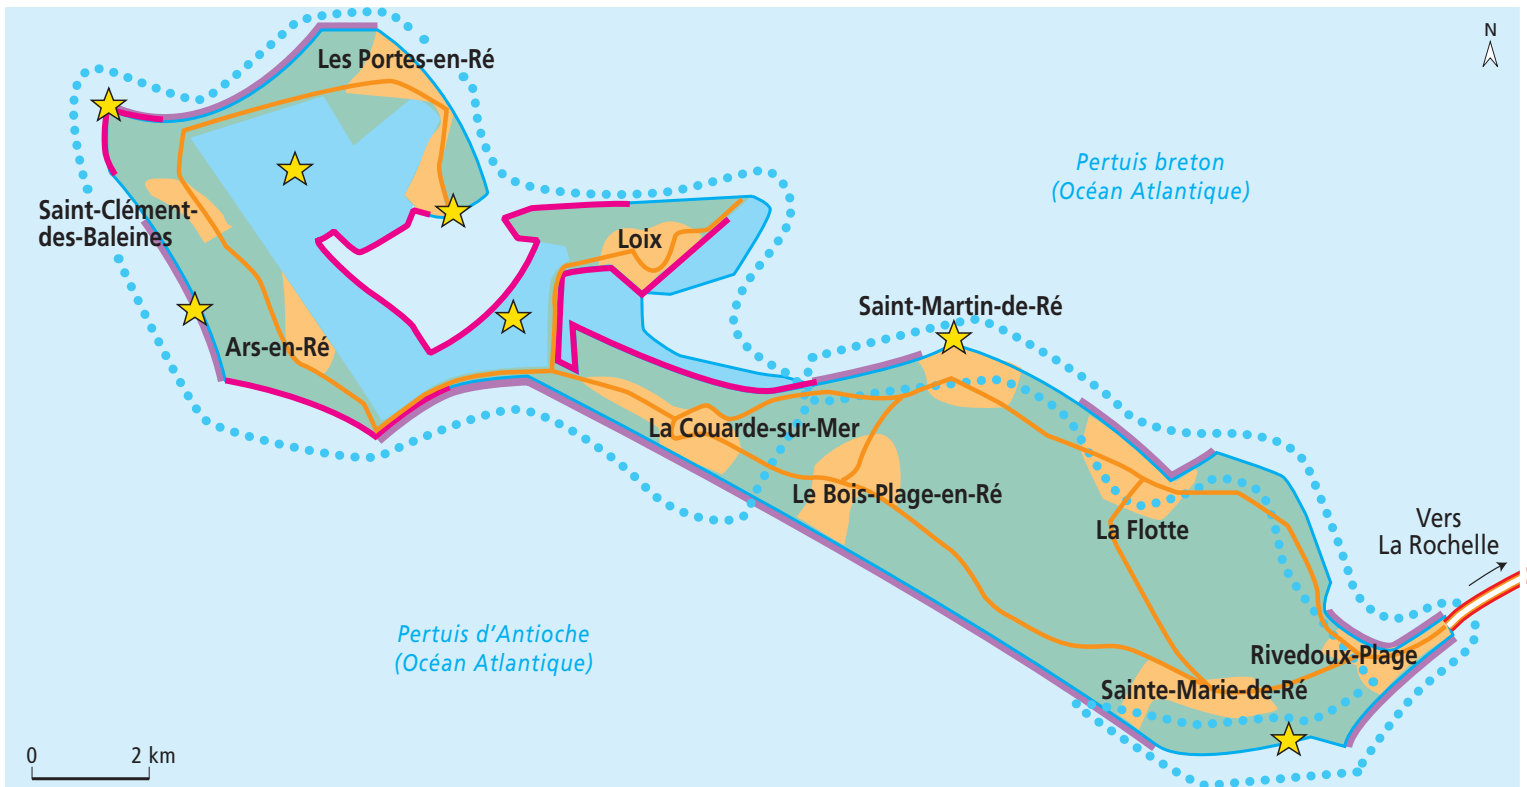 N
Les Portes-en-Ré
Pertuis breton
(Océan Atlantique)
Saint-Clément-
des-Baleines
Loix
Saint-Martin-de-Ré
Ars-en-Ré
La Couarde-sur-Mer
Le Bois-Plage-en-Ré
La Flotte
Vers
La Rochelle
Pertuis d’Antioche
(Océan Atlantique)
Rivedoux-Plage
Sainte-Marie-de-Ré
0 2 km